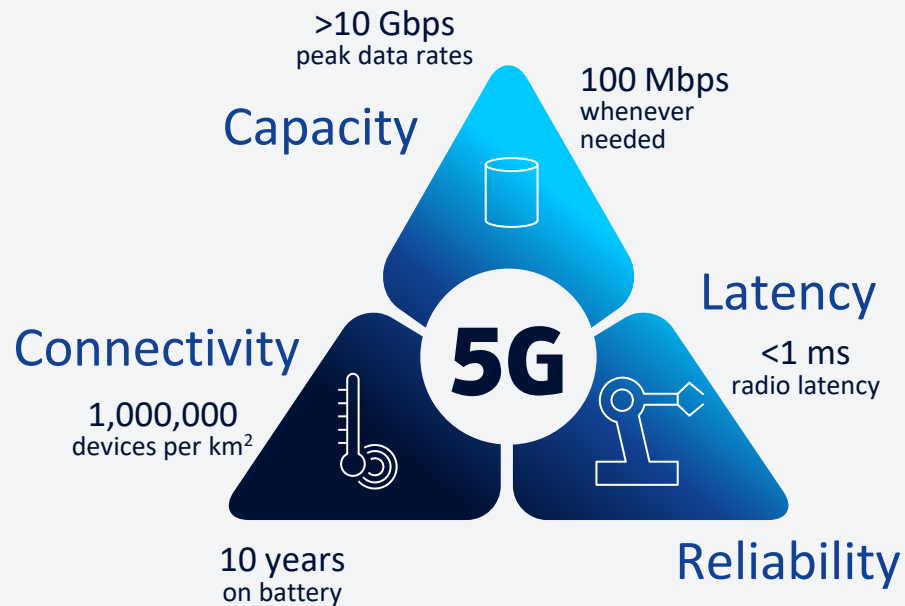 >10 Gbps
peak data rates
Capacity
100 Mbps
whenever
needed
5G
Connectivity
1,000,000
devices per km²
10 years
on battery
Latency
<1 ms
radio latency
Reliability